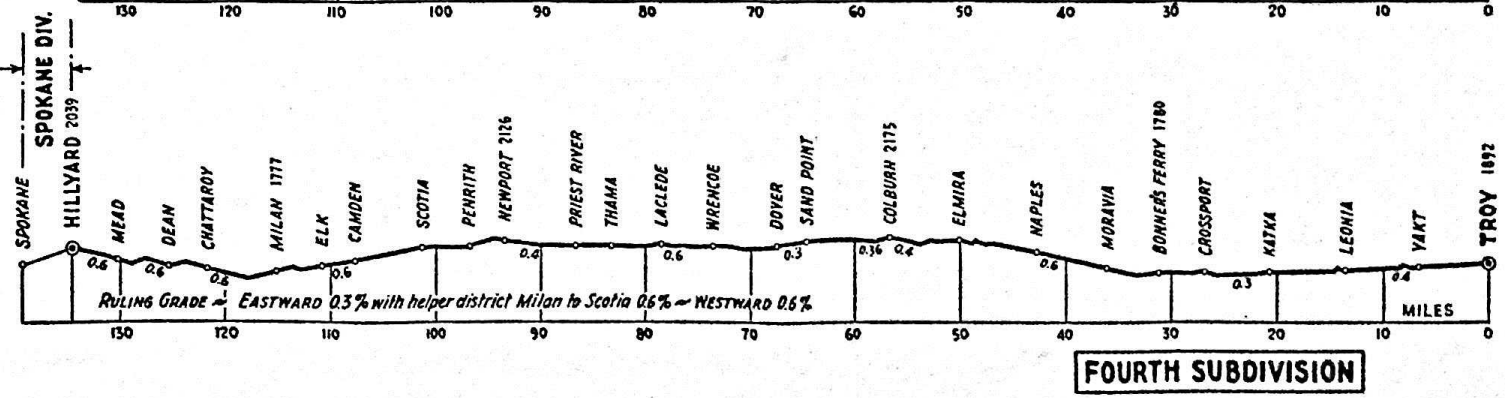 130 120 110 100 90 80 70 60 50 40 30 20 10 0
SPOKANE DIV.
SPOKANE
HILLYARD 2039
MEAD
DEAN
CHATTAROY
MILAN 1777
ELK
CAMDEN
SCOTIA
PENRITH
NEWPORT 2126
PRIEST RIVER
THAMA
LACLEDE
WRENCOE
DOVER
SAND POINT
COLBURN 2175
ELMIRA
NAPLES
MORAVIA
BONNER'S FERRY 1780
CROSSPORT
KATKA
LEONIA
YAKT
TROY 1892
0.6 0.6 0.6 0.6 0.4 0.6 0.3 0.36 0.4 0.6 0.3 0.4
RULING GRADE ~ EASTWARD 0.3% with helper district Milan to Scotia 0.6% ~ WESTWARD 0.6%
MILES
130 120 110 100 90 80 70 60 50 40 30 20 10 0
FOURTH SUBDIVISION